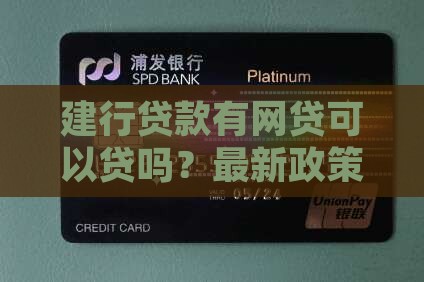 浦发银行
SPD BANK
Platinum
建行贷款有网贷可
以贷吗？最新政策
05/24
CREDIT CARD
UnionPay
银联